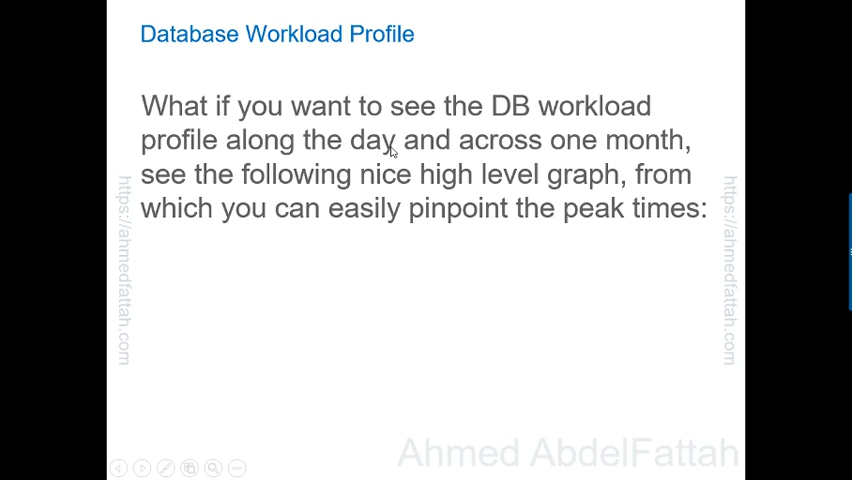 Database Workload Profile
What if you want to see the DB workload
profile along the day and across one month,
see the following nice high level graph, from
which you can easily pinpoint the peak times:
https://ahmedfattah.com
https://ahmedfattah.com
Ahmed AbdelFattah